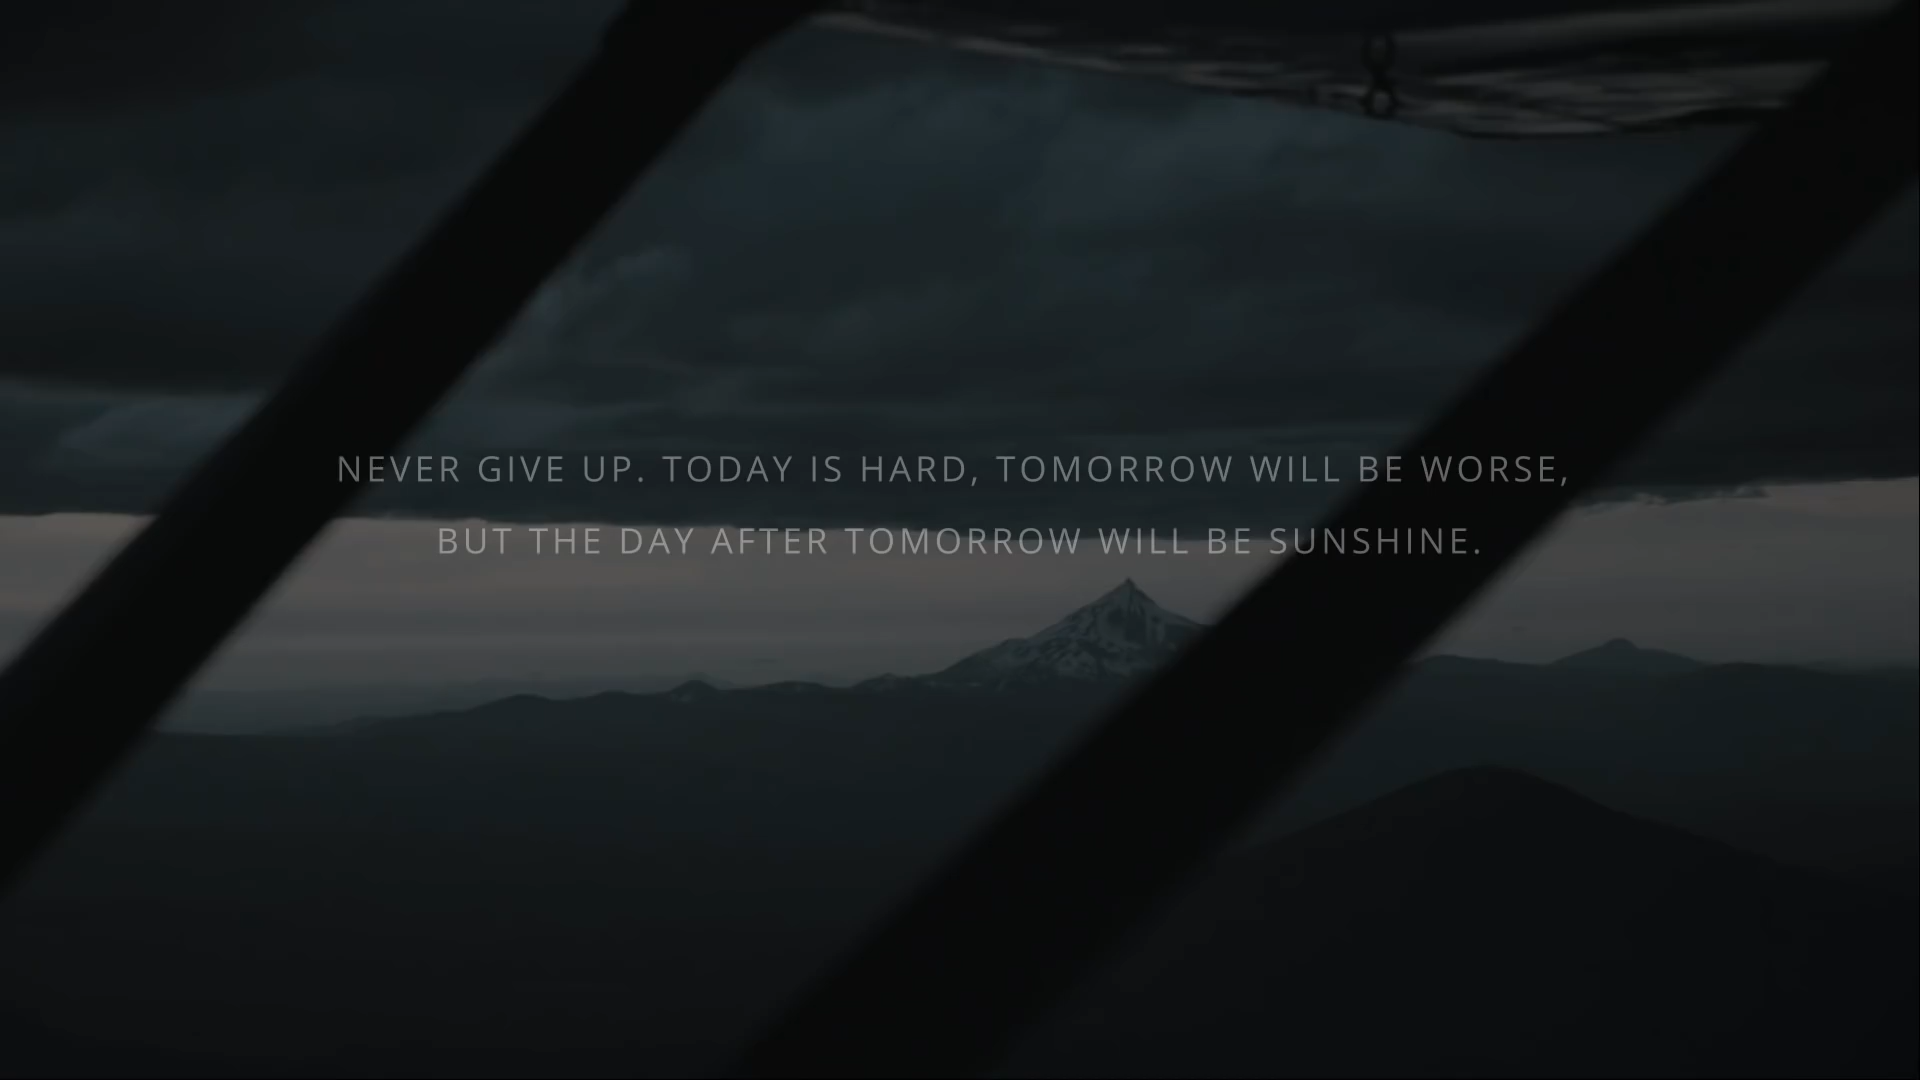 NEVER GIVE UP. TODAY IS HARD, TOMORROW WILL BE WORSE,
BUT THE DAY AFTER TOMORROW WILL BE SUNSHINE.